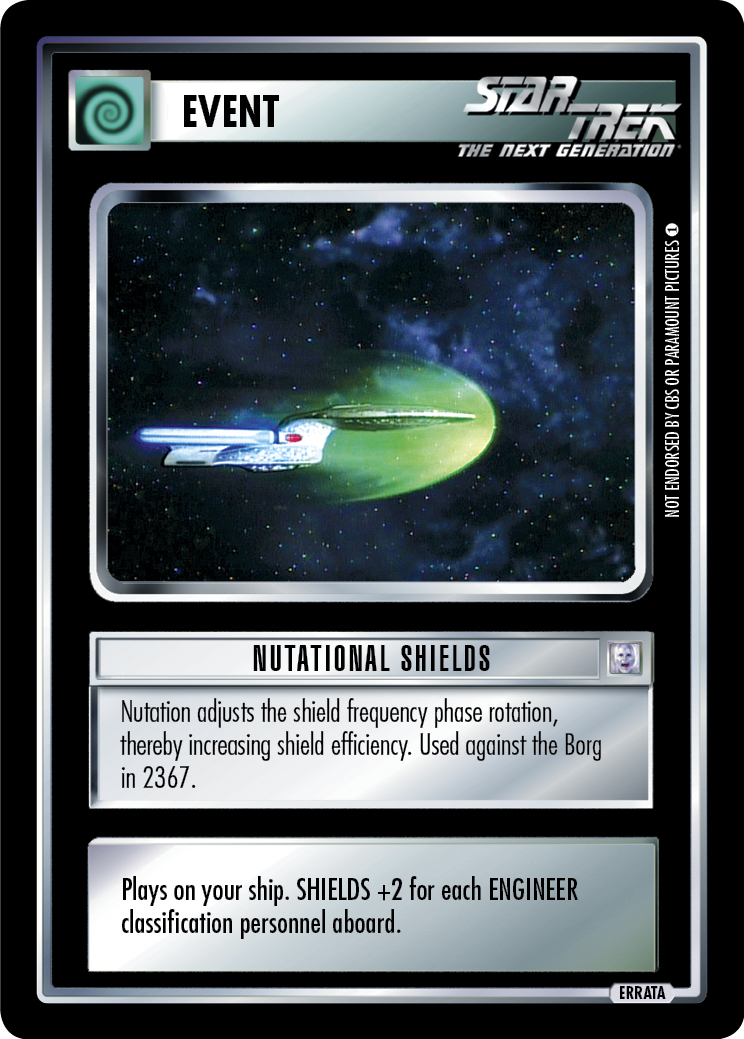 EVENT
STAR TREK
THE NEXT GENERATION
NOT ENDORSED BY CBS OR PARAMOUNT PICTURES 1
NUTATIONAL SHIELDS
Nutation adjusts the shield frequency phase rotation,
thereby increasing shield efficiency. Used against the Borg
in 2367.
Plays on your ship. SHIELDS +2 for each ENGINEER
classification personnel aboard.
ERRATA